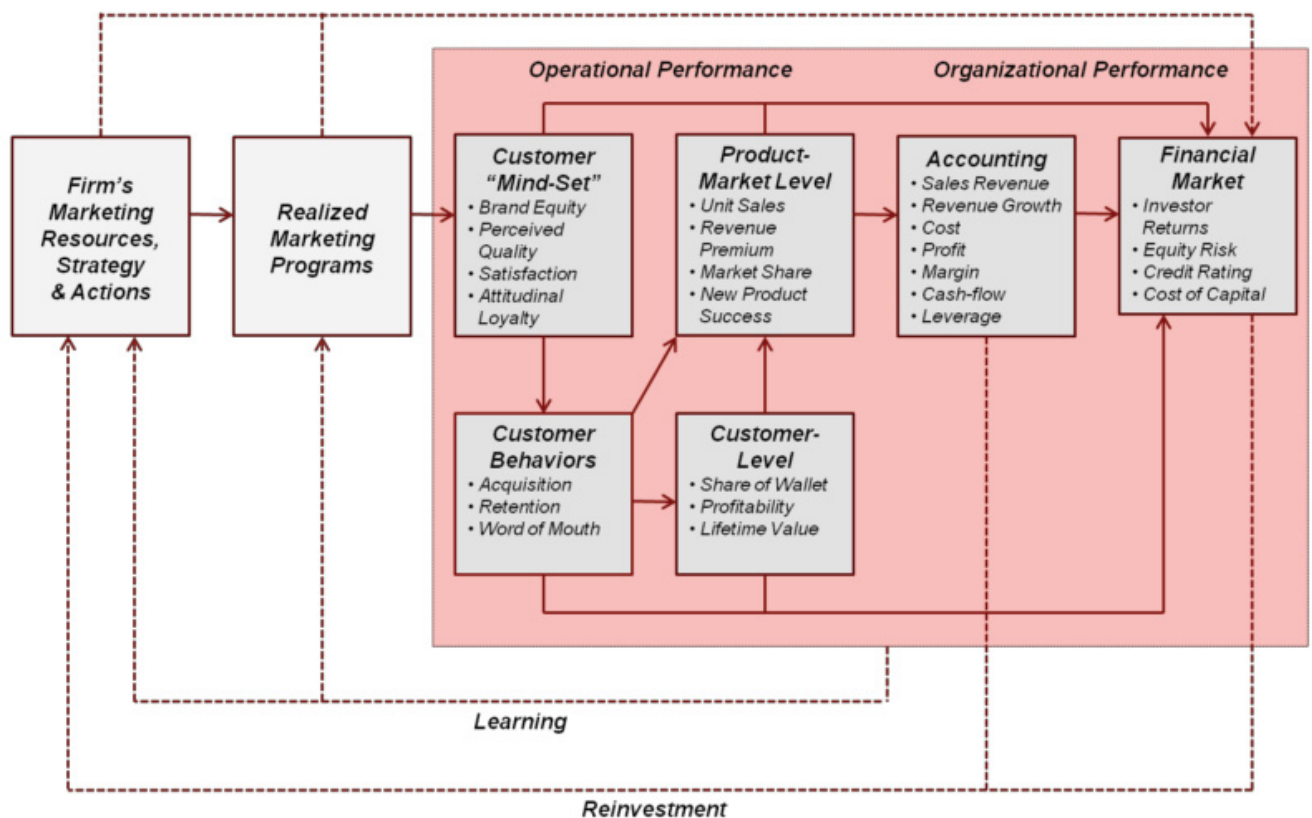 Operational Performance
Organizational Performance
Firm's
Marketing
Resources,
Strategy
& Actions
Realized
Marketing
Programs
Customer
“Mind-Set”
• Brand Equity
• Perceived
Quality
• Satisfaction
• Attitudinal
Loyalty
Product-
Market Level
• Unit Sales
• Revenue
Premium
• Market Share
• New Product
Success
Accounting
• Sales Revenue
• Revenue Growth
• Cost
• Profit
• Margin
• Cash-flow
• Leverage
Financial
Market
• Investor
Returns
• Equity Risk
• Credit Rating
• Cost of Capital
Customer
Behaviors
• Acquisition
• Retention
• Word of Mouth
Customer-
Level
• Share of Wallet
• Profitability
• Lifetime Value
Learning
Reinvestment